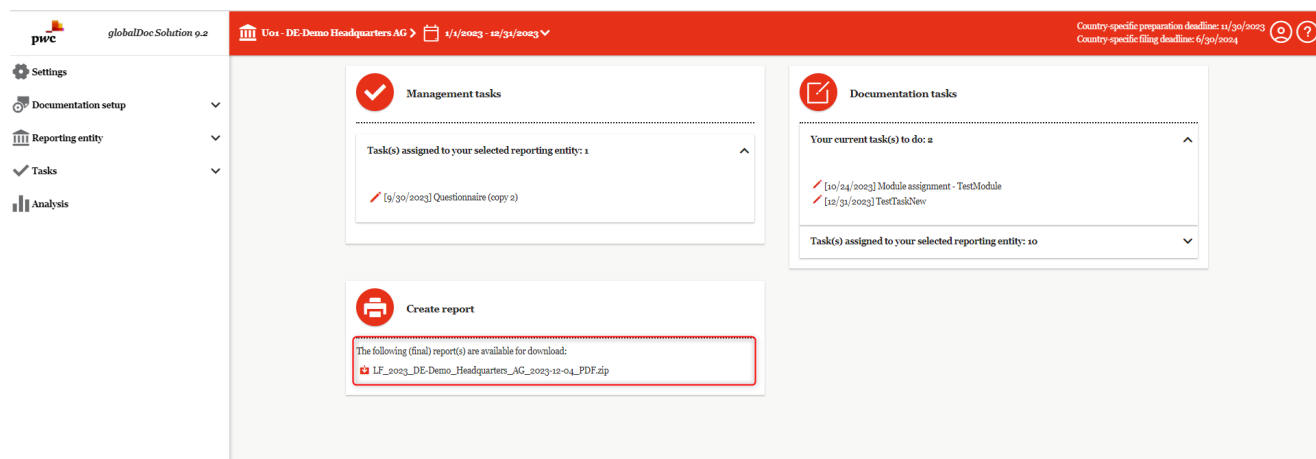 pwc
globalDoc Solution 9.2
U01 - DE-Demo Headquarters AG
1/1/2023 - 12/31/2023
Country-specific preparation deadline: 11/30/2023
Country-specific filing deadline: 6/30/2024
?
Settings
Documentation setup
Reporting entity
Tasks
Analysis
Management tasks
Task(s) assigned to your selected reporting entity: 1
[9/30/2023] Questionnaire (copy 2)
Documentation tasks
Your current task(s) to do: 2
[10/24/2023] Module assignment - TestModule
[12/31/2023] TestTaskNew
Task(s) assigned to your selected reporting entity: 10
Create report
The following (final) report(s) are available for download:
LF_2023_DE-Demo_Headquarters_AG_2023-12-04_PDF.zip